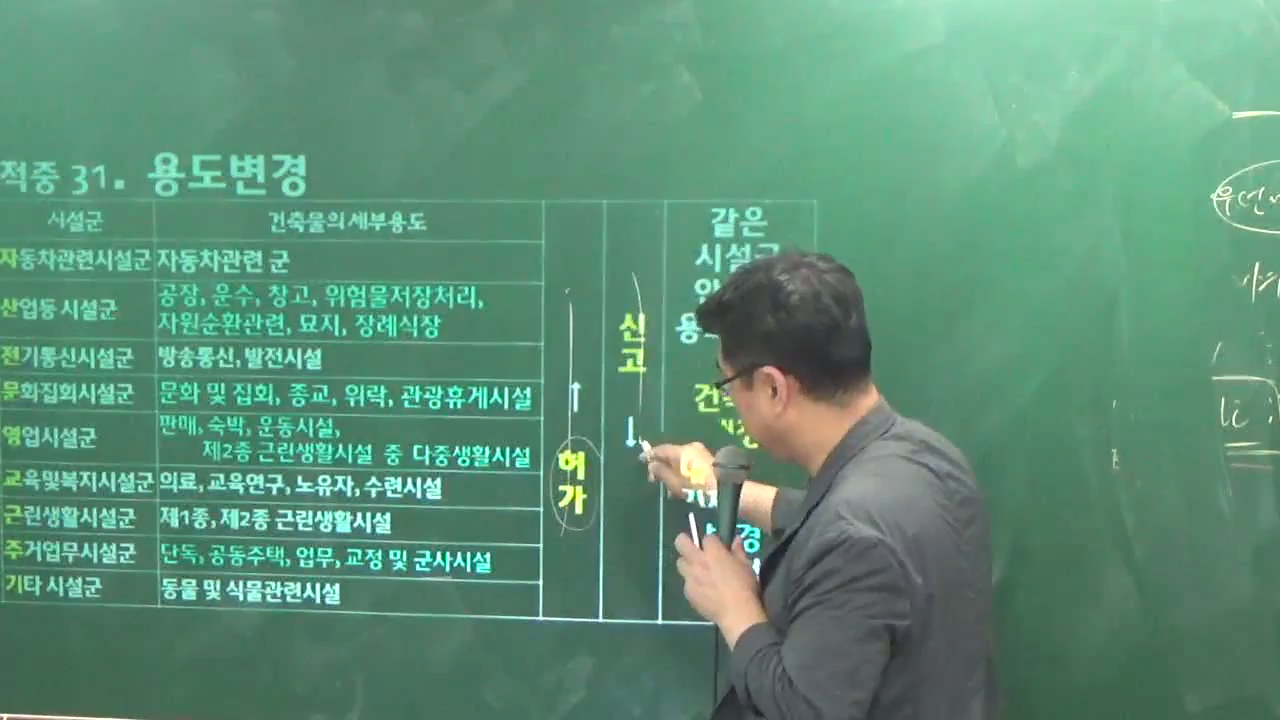 적중 31. 용도변경
시설군 건축물의 세부용도
자동차관련시설군 자동차관련 군
산업등 시설군 공장, 운수, 창고, 위험물저장처리,
자원순환관련, 묘지, 장례식장
전기통신시설군 방송통신, 발전시설
문화집회시설군 문화 및 집회, 종교, 위락, 관광휴게시설
영업시설군 판매, 숙박, 운동시설,
제2종 근린생활시설 중 다중생활시설
교육및복지시설군 의료, 교육연구, 노유자, 수련시설
근린생활시설군 제1종, 제2종 근린생활시설
주거업무시설군 단독, 공동주택, 업무, 교정 및 군사시설
기타 시설군 동물 및 식물관련시설
↑
허가
신고
↓
같은
시설